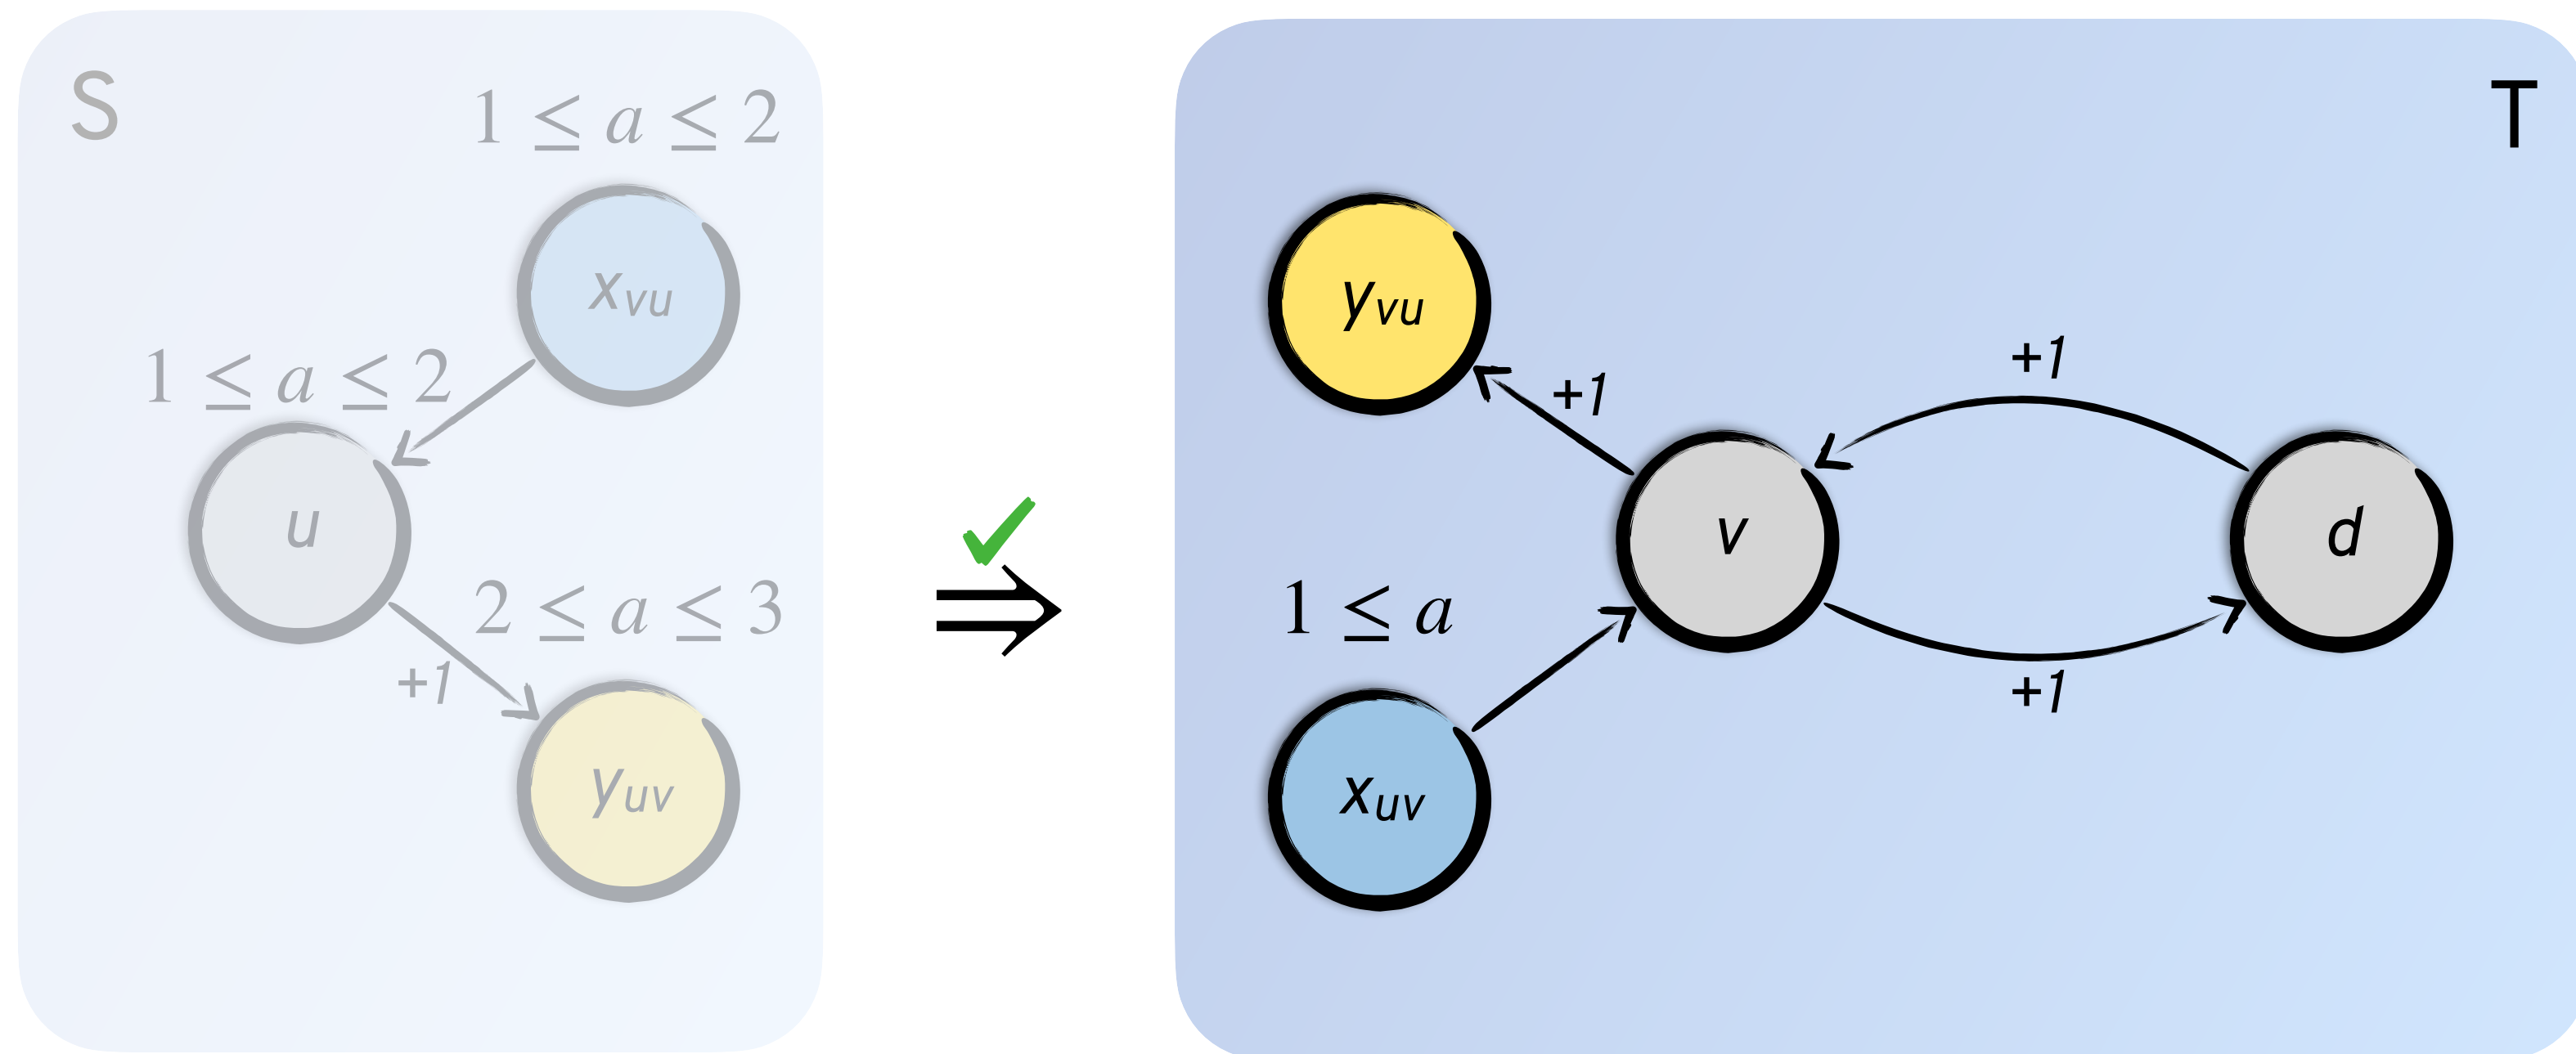 S
1 ≤ a ≤ 2
x_vu
1 ≤ a ≤ 2
u
2 ≤ a ≤ 3
+1
y_uv
T
y_vu
+1
+1
v
d
1 ≤ a
+1
x_uv